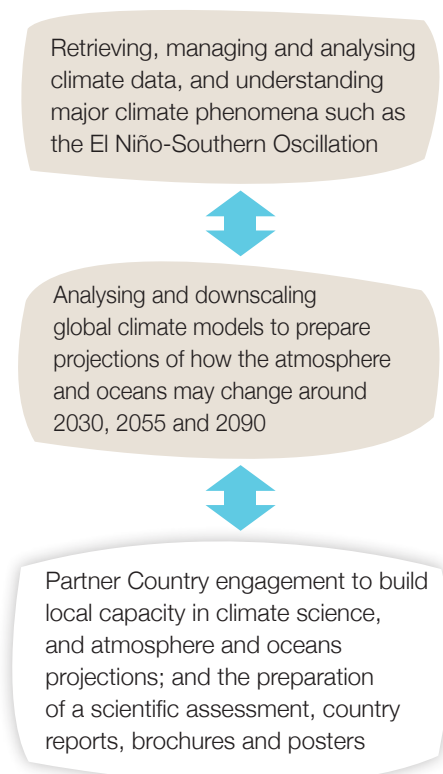 Retrieving, managing and analysing
climate data, and understanding
major climate phenomena such as
the El Niño-Southern Oscillation
Analysing and downscaling
global climate models to prepare
projections of how the atmosphere
and oceans may change around
2030, 2055 and 2090
Partner Country engagement to build
local capacity in climate science,
and atmosphere and oceans
projections; and the preparation
of a scientific assessment, country
reports, brochures and posters